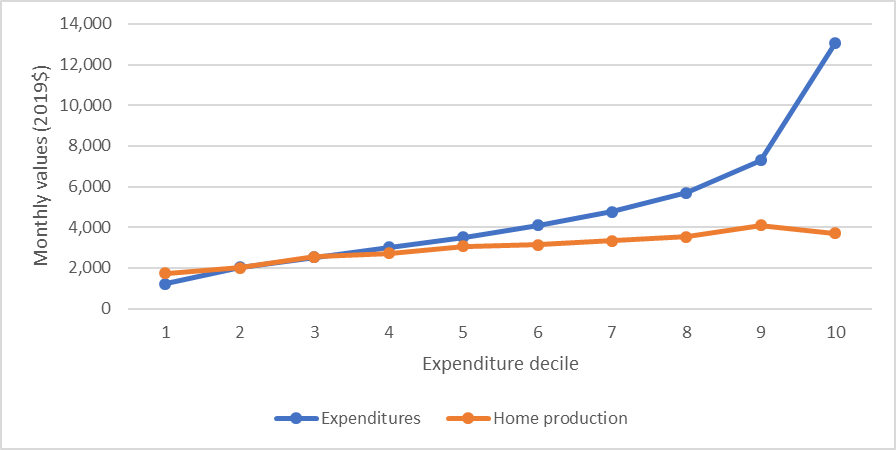 14,000
12,000
10,000
8,000
6,000
4,000
2,000
0
Monthly values (2019$)
1 2 3 4 5 6 7 8 9 10
Expenditure decile
Expenditures Home production